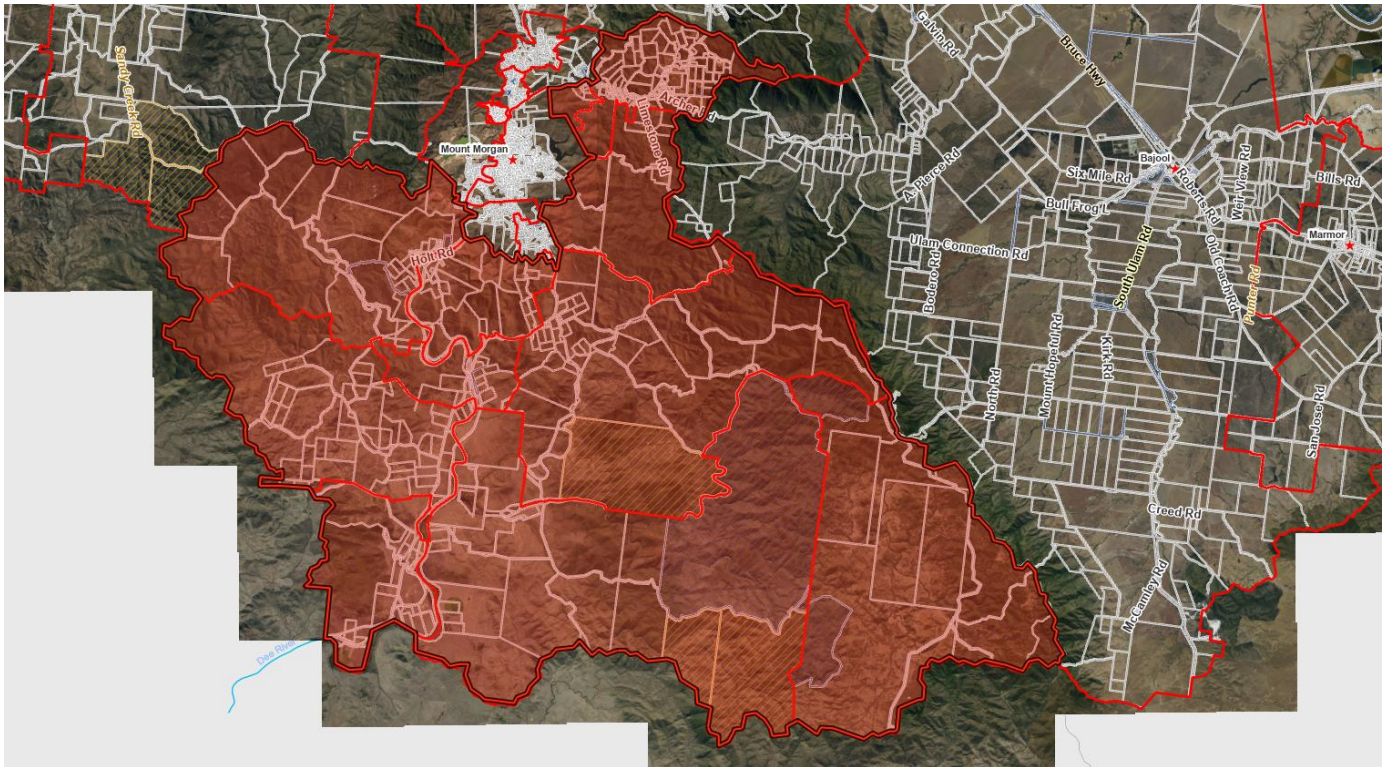 Galvin Rd
Bruce Hwy
Sandy Creek Rd
Archer Rd
Limestone Rd
Mount Morgan
Bajool
Six Mile Rd
Roberts Rd
Weir View Rd
Bills Rd
A. Pierce Rd
Bull Frog L
Marmor
Ulam Connection Rd
Holt Rd
Bodero Rd
South Ulam Rd
Old Coach Rd
Punter Rd
Mount Hopeful Rd
Kirk Rd
North Rd
San Jose Rd
Creed Rd
McCamley Rd
Dee River